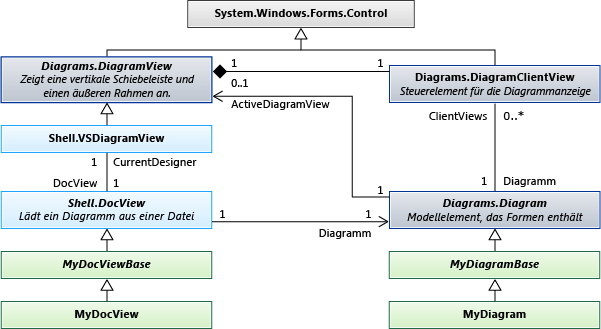 System.Windows.Forms.Control
Diagrams.DiagramView
Zeigt eine vertikale Schiebeleiste und
einen äußeren Rahmen an.
1
1
Diagrams.DiagramClientView
Steuerelement für die Diagrammanzeige
0..1
ActiveDiagramView
ClientViews
0..*
Shell.VSDiagramView
1
CurrentDesigner
DocView
1
1
Diagramm
Shell.DocView
Lädt ein Diagramm aus einer Datei
1
1
1
Diagramm
Diagrams.Diagram
Modellelement, das Formen enthält
MyDocViewBase
MyDiagramBase
MyDocView
MyDiagram